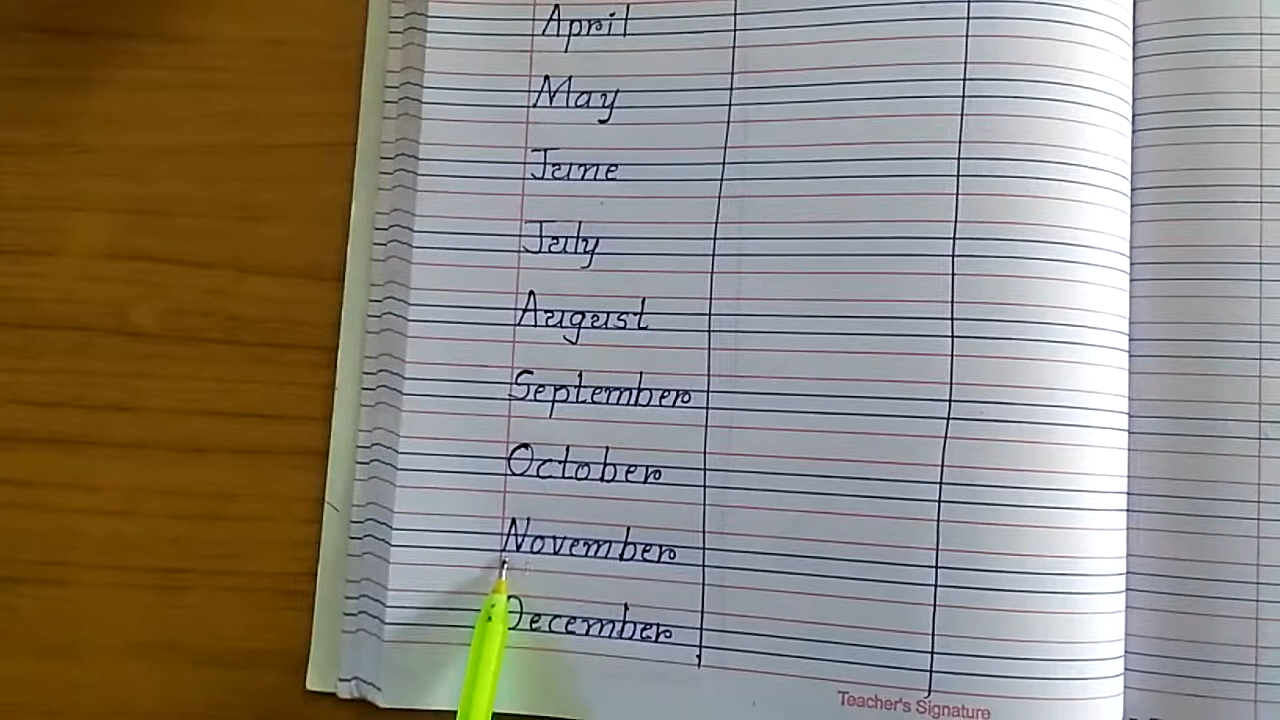 April
May
June
July
August
September
October
November
December
Teacher's Signature